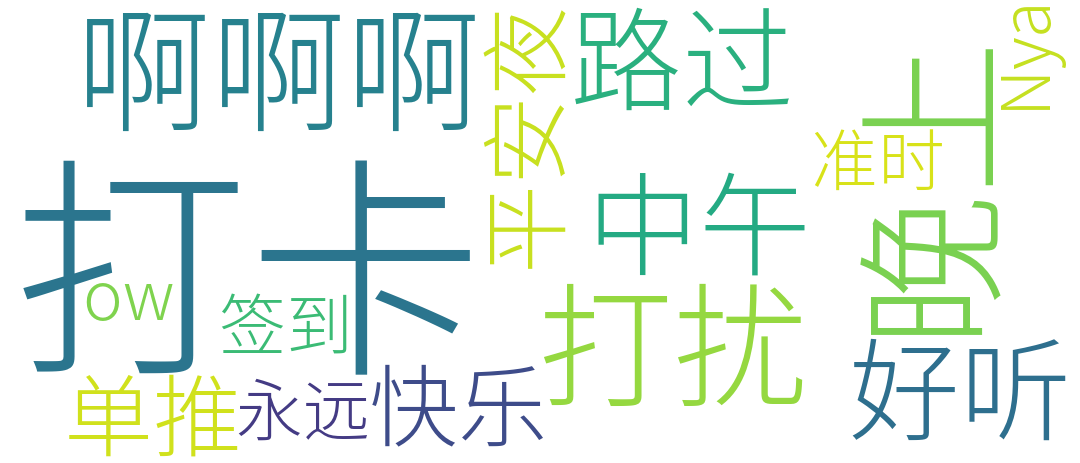 啊啊啊
平安夜
路过
Nya
打卡
中午
准时
晚上
ow
签到
打扰
好听
单推
永远
快乐